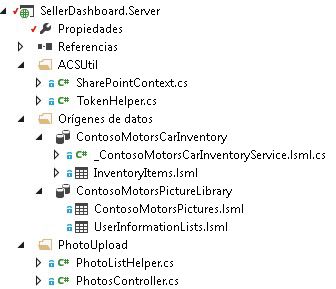 SellerDashboard.Server
Propiedades
Referencias
ACSUtil
C# SharePointContext.cs
C# TokenHelper.cs
Orígenes de datos
ContosoMotorsCarInventory
C# _ContosoMotorsCarInventoryService.lsml.cs
InventoryItems.lsml
ContosoMotorsPictureLibrary
ContosoMotorsPictures.lsml
UserInformationLists.lsml
PhotoUpload
C# PhotoListHelper.cs
C# PhotosController.cs